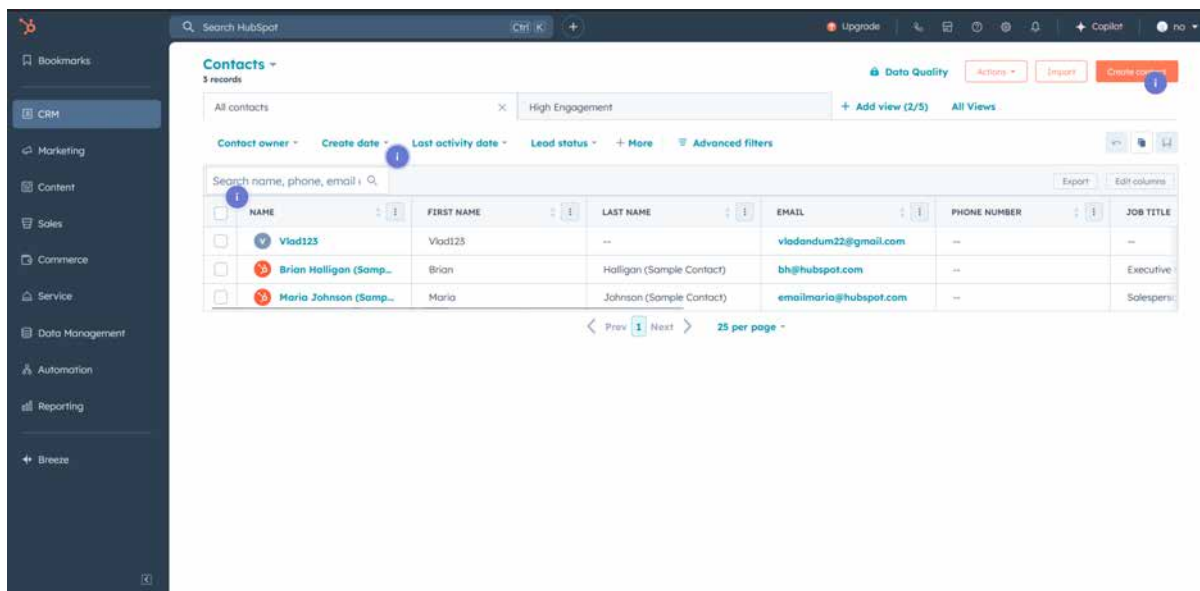 Search HubSpot Ctrl K + Upgrade Copilot no
Bookmarks
CRM
Marketing
Content
Sales
Commerce
Service
Data Management
Automation
Reporting
Breeze
Contacts
3 records
Data Quality Actions Import Create
All contacts × High Engagement + Add view (2/5) All Views
Contact owner Create date Last activity date Lead status + More Advanced filters
Search name, phone, email
Export Edit columns
NAME FIRST NAME LAST NAME EMAIL PHONE NUMBER JOB TITLE
V Vlad123 Vlad123 -- vladandum22@gmail.com -- --
Brian Halligan (Samp... Brian Halligan (Sample Contact) bh@hubspot.com -- Executive
Maria Johnson (Samp... Maria Johnson (Sample Contact) emailmaria@hubspot.com -- Salespers
Prev 1 Next 25 per page